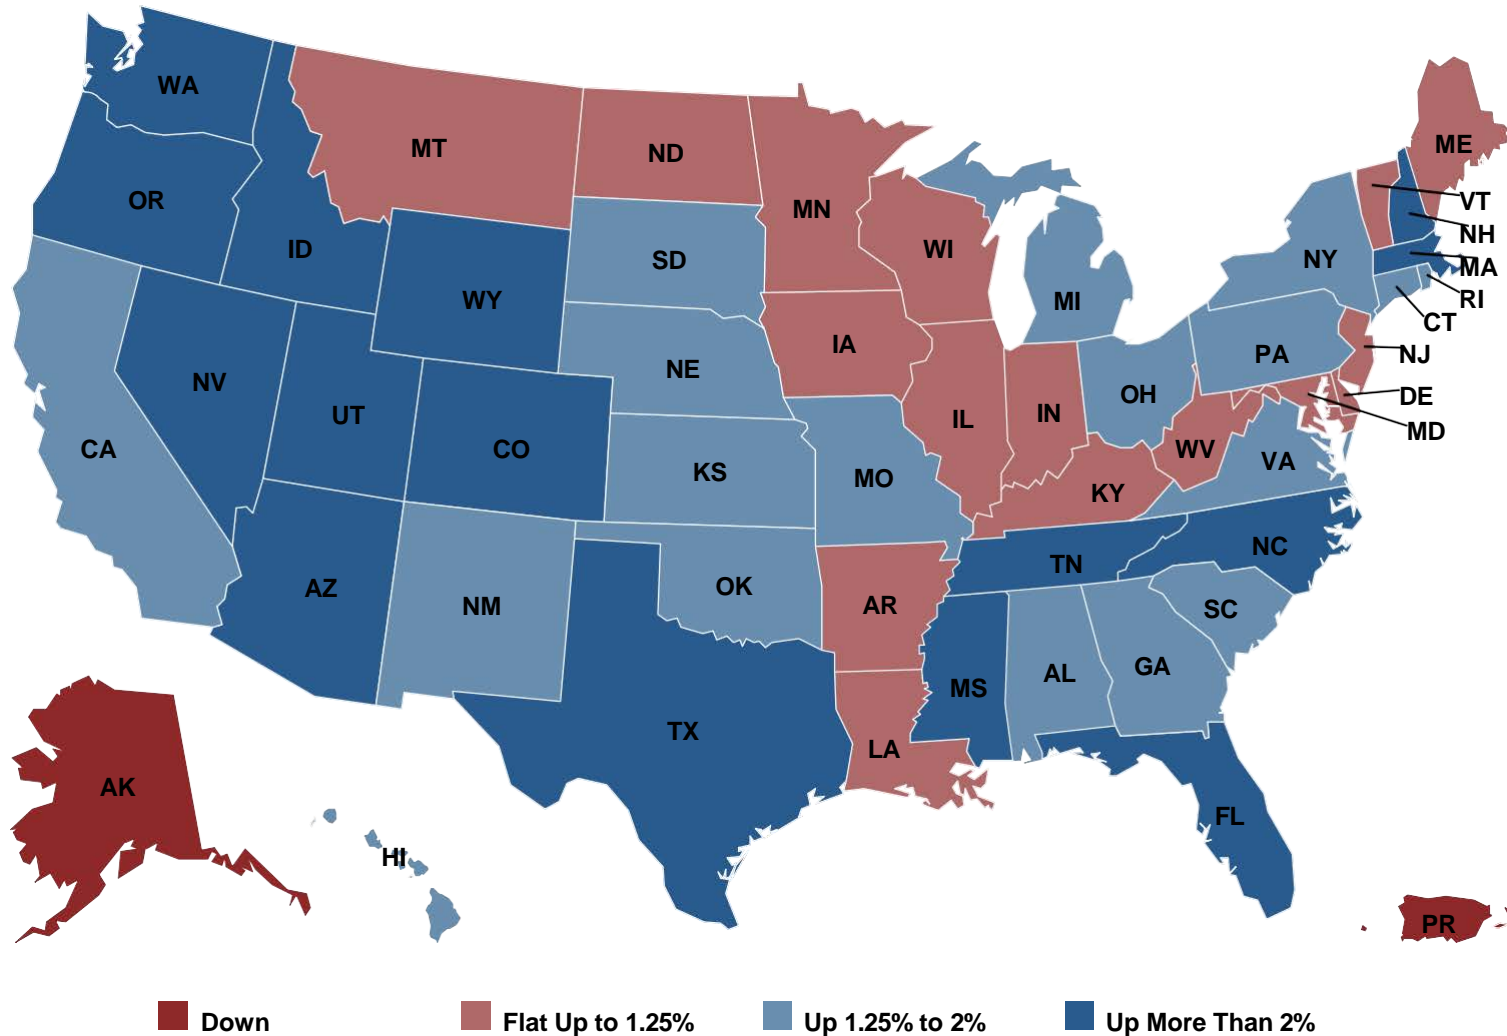 WA
MT
ND
ME
OR
MN
VT
ID
WI
NH
SD
NY
MA
WY
MI
RI
CT
IA
PA
NJ
NV
NE
OH
DE
UT
IL
IN
MD
CA
CO
WV
VA
KS
MO
KY
NC
TN
AZ
OK
NM
AR
SC
GA
AL
MS
TX
LA
AK
FL
HI
PR
Down
Flat Up to 1.25%
Up 1.25% to 2%
Up More Than 2%